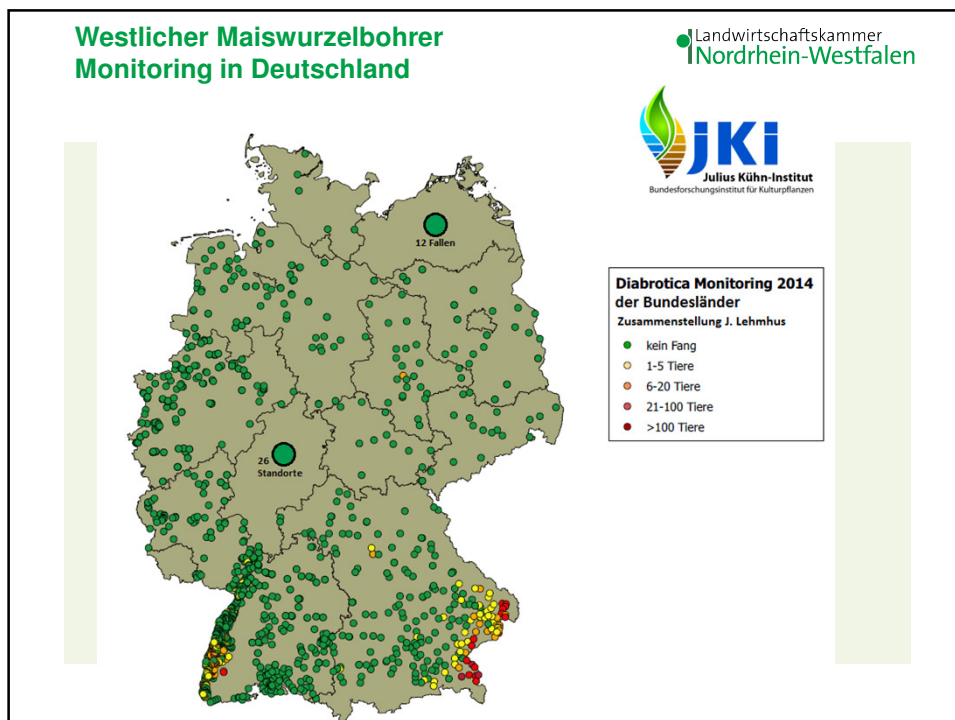 Westlicher Maiswurzelbohrer
Monitoring in Deutschland
Landwirtschaftskammer
Nordrhein-Westfalen
JKi
Julius Kühn-Institut
Bundesforschungsinstitut für Kulturpflanzen
12 Fallen
Diabrotica Monitoring 2014
der Bundesländer
Zusammenstellung J. Lehmhus
kein Fang
1-5 Tiere
6-20 Tiere
21-100 Tiere
>100 Tiere
26
Standorte